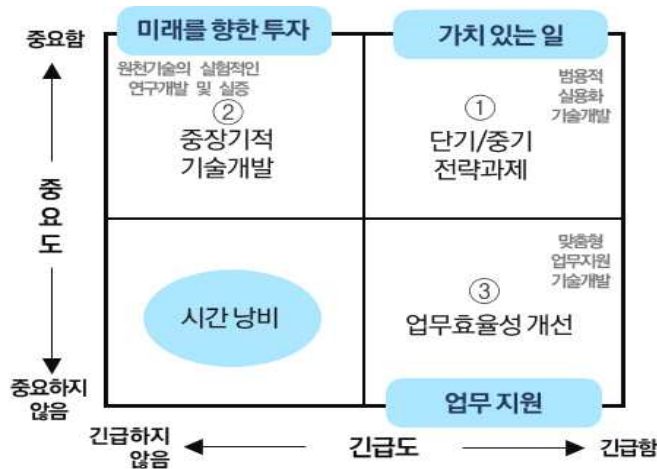 미래를 향한 투자
가치 있는 일
중요함
원천기술의 실험적인
연구개발 및 실증
②
중장기적
기술개발
범용적
실용화
기술개발
①
단기/중기
전략과제
중
요
도
시간 낭비
맞춤형
업무지원
기술개발
③
업무효율성 개선
중요하지
않음
업무 지원
긴급하지
않음
긴급도
긴급함